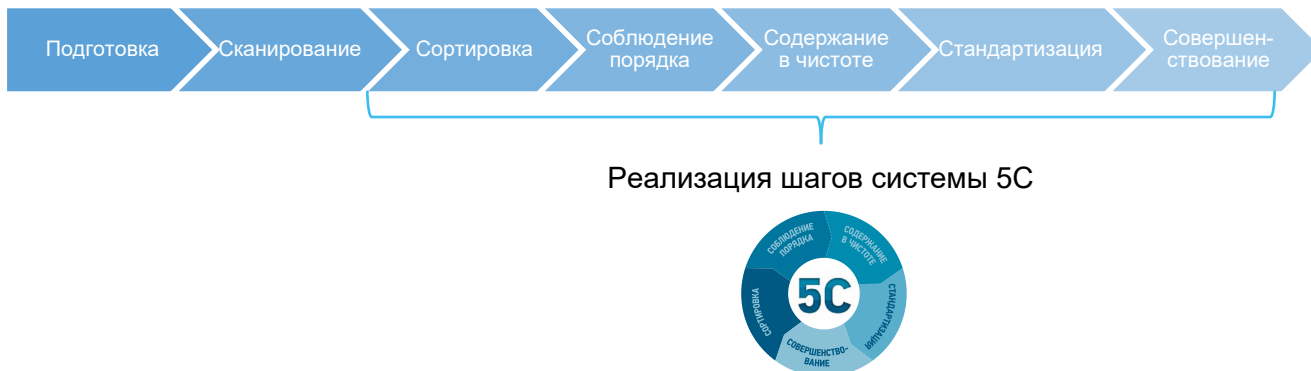 Подготовка
Сканирование
Сортировка
Соблюдение
порядка
Содержание
в чистоте
Стандартизация
Совершен-
ствование
Реализация шагов системы 5С
СОБЛЮДЕНИЕ
ПОРЯДКА
СОДЕРЖАНИЕ
В ЧИСТОТЕ
СОРТИРОВКА
5С
СТАНДАРТИЗАЦИЯ
СОВЕРШЕНСТВО-
ВАНИЕ